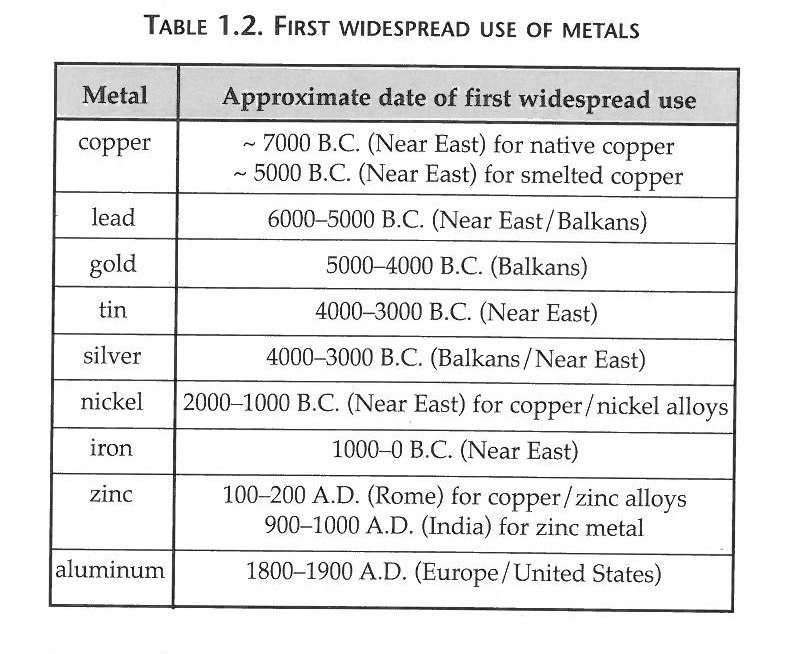 TABLE 1.2. FIRST WIDESPREAD USE OF METALS
Metal Approximate date of first widespread use
copper ~ 7000 B.C. (Near East) for native copper
~ 5000 B.C. (Near East) for smelted copper
lead 6000–5000 B.C. (Near East/Balkans)
gold 5000–4000 B.C. (Balkans)
tin 4000–3000 B.C. (Near East)
silver 4000–3000 B.C. (Balkans/Near East)
nickel 2000–1000 B.C. (Near East) for copper/nickel alloys
iron 1000–0 B.C. (Near East)
zinc 100–200 A.D. (Rome) for copper/zinc alloys
900–1000 A.D. (India) for zinc metal
aluminum 1800–1900 A.D. (Europe/United States)